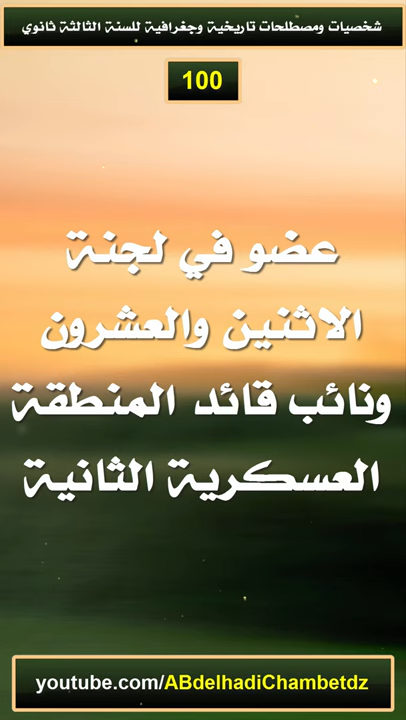 شخصيات ومصطلحات تاريخية وجغرافية للسنة الثالثة ثانوي
100
عضو في لجنة
الاثنين والعشرون
ونائب قائد المنطقة
العسكرية الثانية
youtube.com/ABdelhadiChambetdz